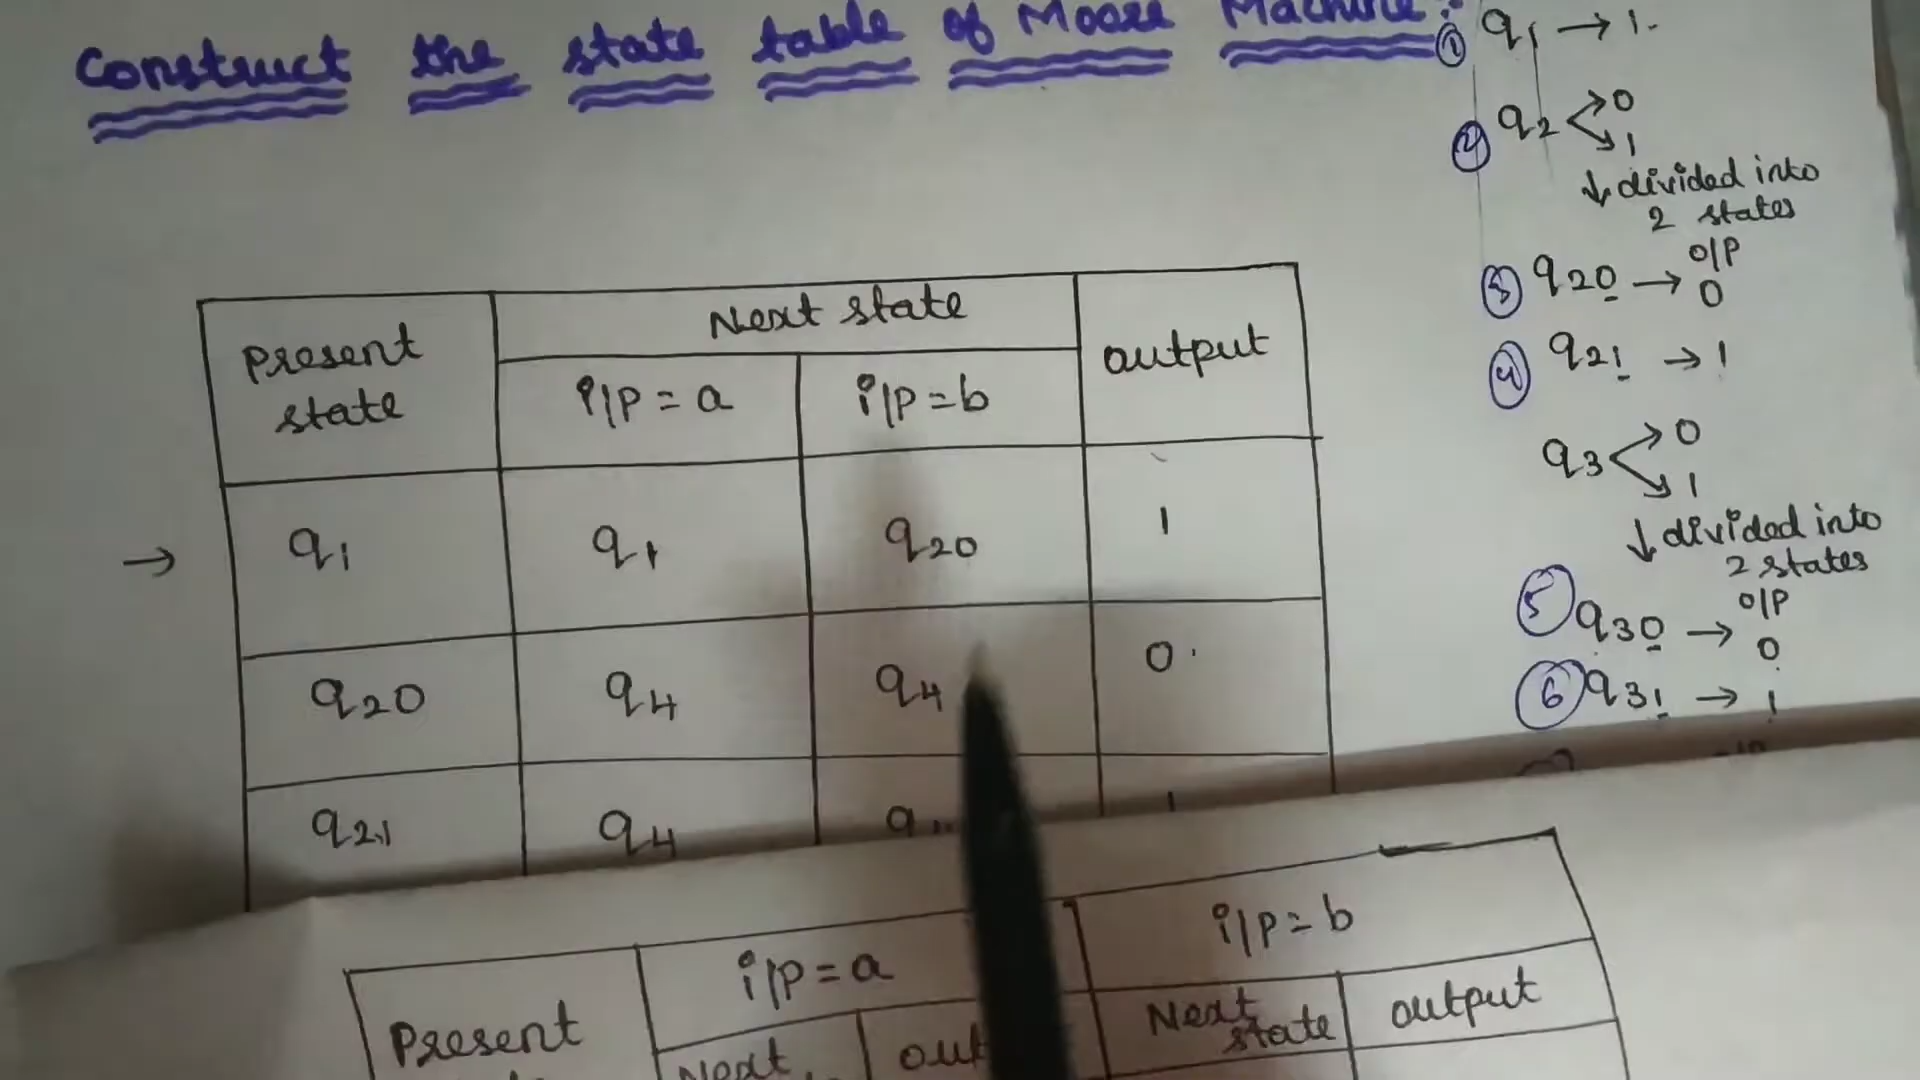 Construct the state table of Moore Machine:
① q1 → 1.
② q2 → 0
→ 1
↓ divided into
2 states
O/P
③ q20 → 0
④ q21 → 1
q3 → 0
→ 1
↓ divided into
2 states
O/P
⑤ q30 → 0
⑥ q31 → 1
Present state
Next state
output
i/p = a
i/p = b
→ q1 q1 q20 1
q20 q4 q4 0
q21 q4 1
i/p = a
i/p = b
Present
Next
Next state
output